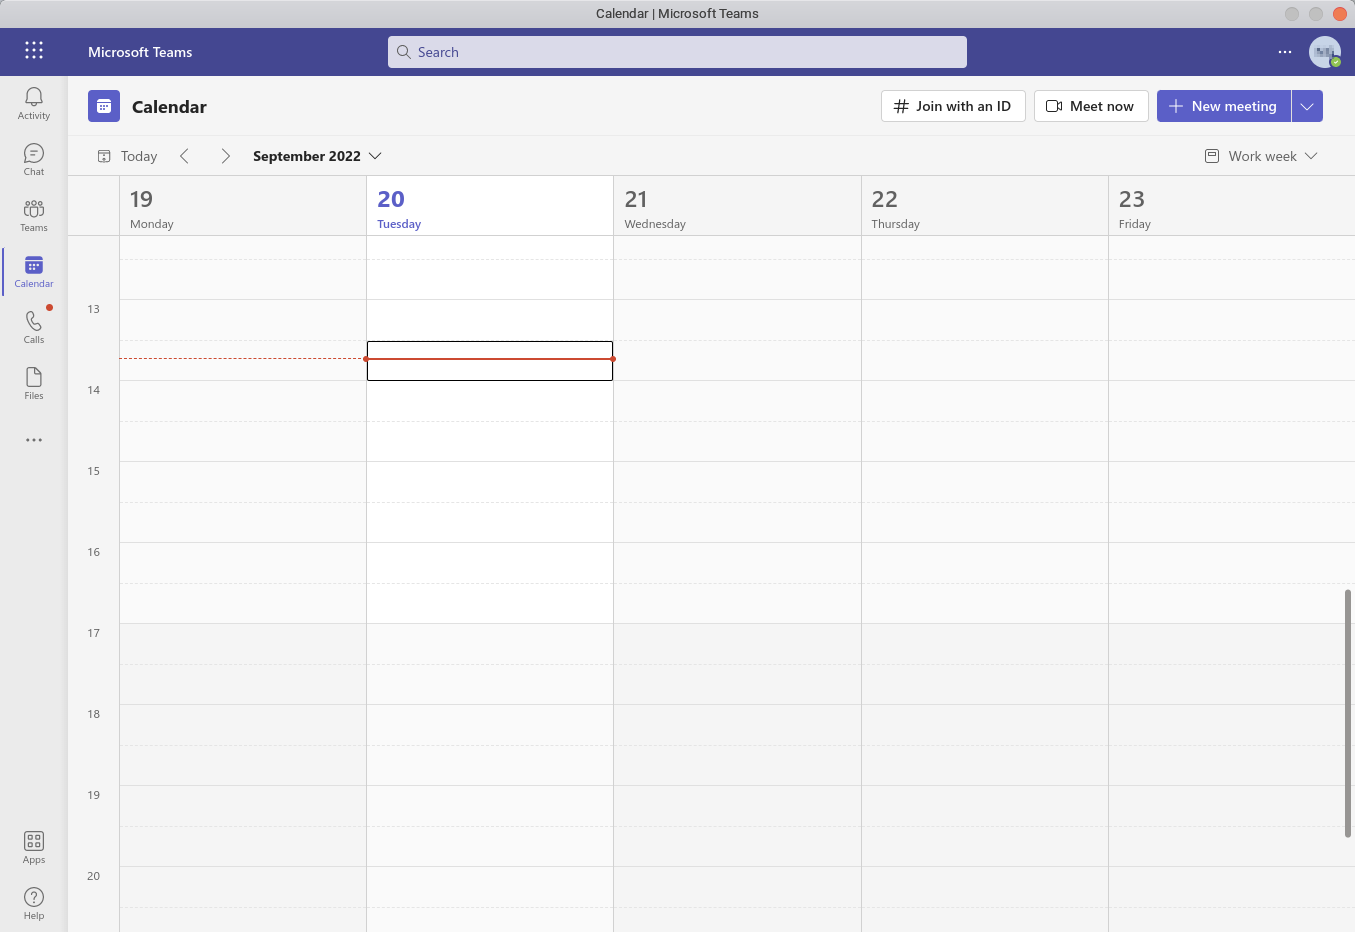 Calendar | Microsoft Teams
Microsoft Teams
Search
Activity
Chat
Teams
Calendar
Calls
Files
Apps
Help
Calendar
Join with an ID
Meet now
New meeting
Today
September 2022
Work week
19
Monday
20
Tuesday
21
Wednesday
22
Thursday
23
Friday
13
14
15
16
17
18
19
20